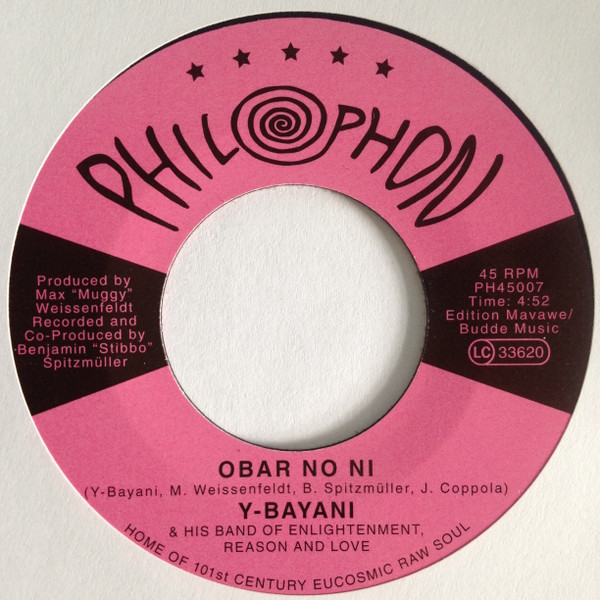 PHILOPHON
Produced by
Max "Muggy"
Weissenfeldt
Recorded and
Co-Produced by
Benjamin "Stibbo"
Spitzmüller
45 RPM
PH45007
Time: 4:52
Edition Mavawe/
Budde Music
LC 33620
OBAR NO NI
(Y-Bayani, M. Weissenfeldt, B. Spitzmüller, J. Coppola)
Y-BAYANI
& HIS BAND OF ENLIGHTENMENT,
REASON AND LOVE
HOME OF 101st CENTURY EUCOSMIC RAW SOUL